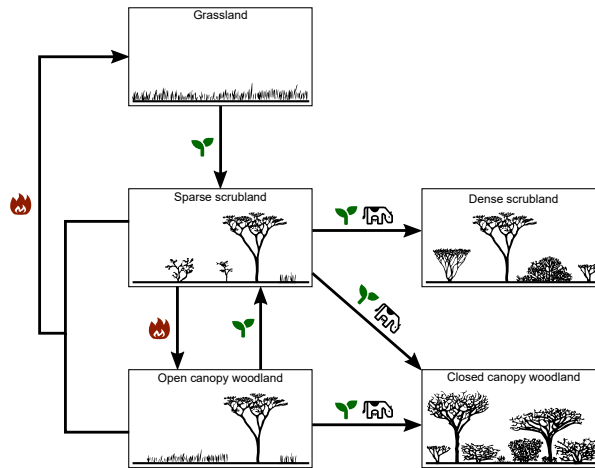 Grassland
Sparse scrubland
Dense scrubland
Open canopy woodland
Closed canopy woodland